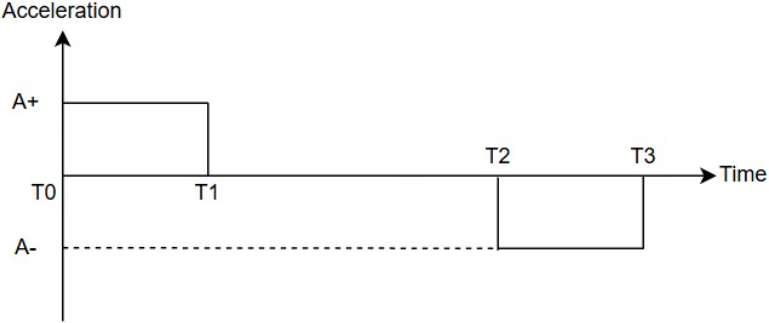 Acceleration
A+
T2
T3
Time
T0
T1
A-